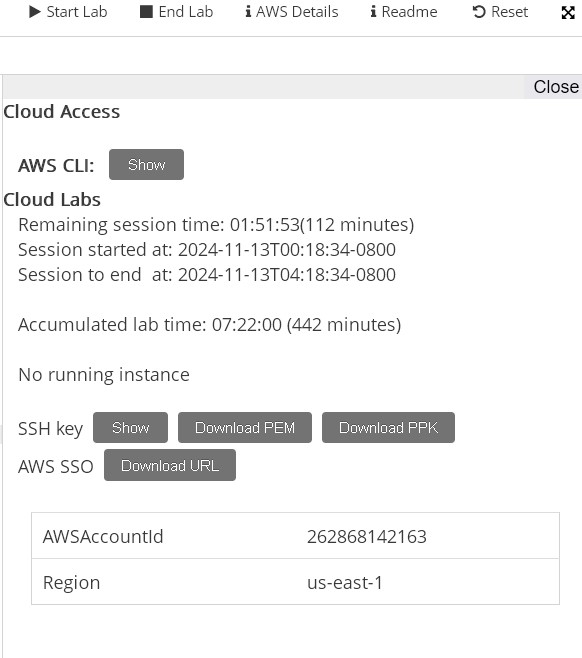 Start Lab End Lab AWS Details Readme Reset
Close
Cloud Access
AWS CLI: Show
Cloud Labs
Remaining session time: 01:51:53(112 minutes)
Session started at: 2024-11-13T00:18:34-0800
Session to end at: 2024-11-13T04:18:34-0800
Accumulated lab time: 07:22:00 (442 minutes)
No running instance
SSH key Show Download PEM Download PPK
AWS SSO Download URL
AWSAccountId 262868142163
Region us-east-1